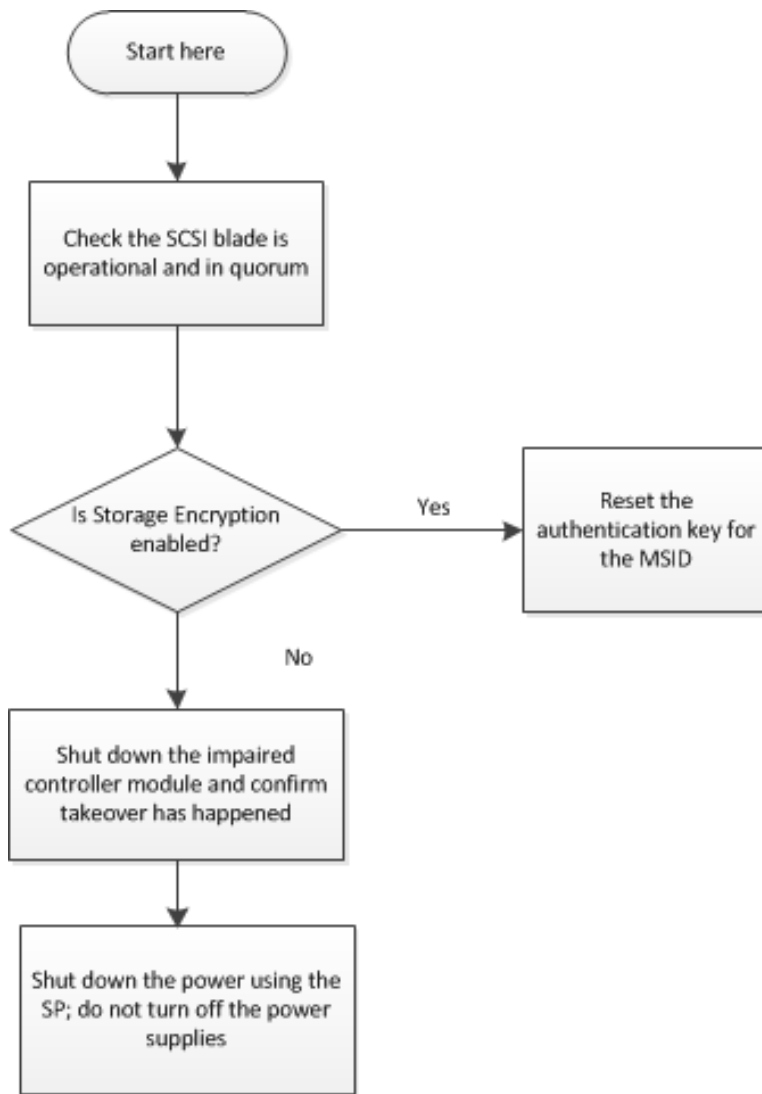 Start here
Check the SCSI blade is
operational and in quorum
Is Storage Encryption
enabled?
Yes
Reset the
authentication key for
the MSID
No
Shut down the impaired
controller module and confirm
takeover has happened
Shut down the power using the
SP; do not turn off the power
supplies